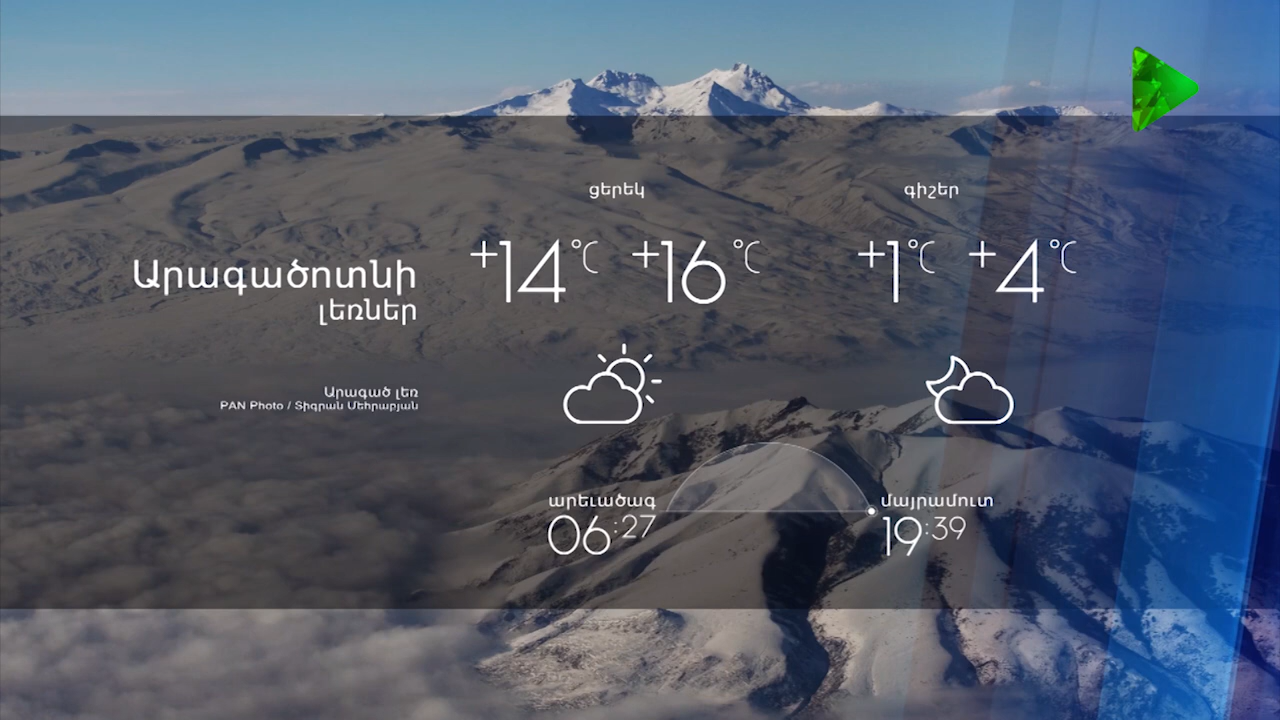 ցերեկ
գիշեր
+14°C +16°C
+1°C +4°C
Արագածոտնի
լեռներ
Արագած լեռ
PAN Photo / Տիգրան Մեհրաբյան
արեւածագ
06:27
մայրամուտ
19:39